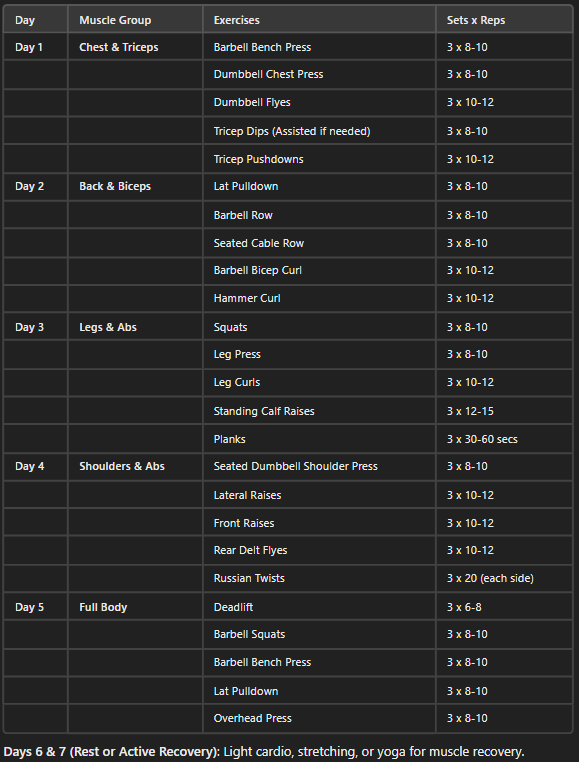 Day Muscle Group Exercises Sets x Reps
Day 1 Chest & Triceps Barbell Bench Press 3 x 8-10
Dumbbell Chest Press 3 x 8-10
Dumbbell Flyes 3 x 10-12
Tricep Dips (Assisted if needed) 3 x 8-10
Tricep Pushdowns 3 x 10-12
Day 2 Back & Biceps Lat Pulldown 3 x 8-10
Barbell Row 3 x 8-10
Seated Cable Row 3 x 8-10
Barbell Bicep Curl 3 x 10-12
Hammer Curl 3 x 10-12
Day 3 Legs & Abs Squats 3 x 8-10
Leg Press 3 x 8-10
Leg Curls 3 x 10-12
Standing Calf Raises 3 x 12-15
Planks 3 x 30-60 secs
Day 4 Shoulders & Abs Seated Dumbbell Shoulder Press 3 x 8-10
Lateral Raises 3 x 10-12
Front Raises 3 x 10-12
Rear Delt Flyes 3 x 10-12
Russian Twists 3 x 20 (each side)
Day 5 Full Body Deadlift 3 x 6-8
Barbell Squats 3 x 8-10
Barbell Bench Press 3 x 8-10
Lat Pulldown 3 x 8-10
Overhead Press 3 x 8-10
Days 6 & 7 (Rest or Active Recovery): Light cardio, stretching, or yoga for muscle recovery.